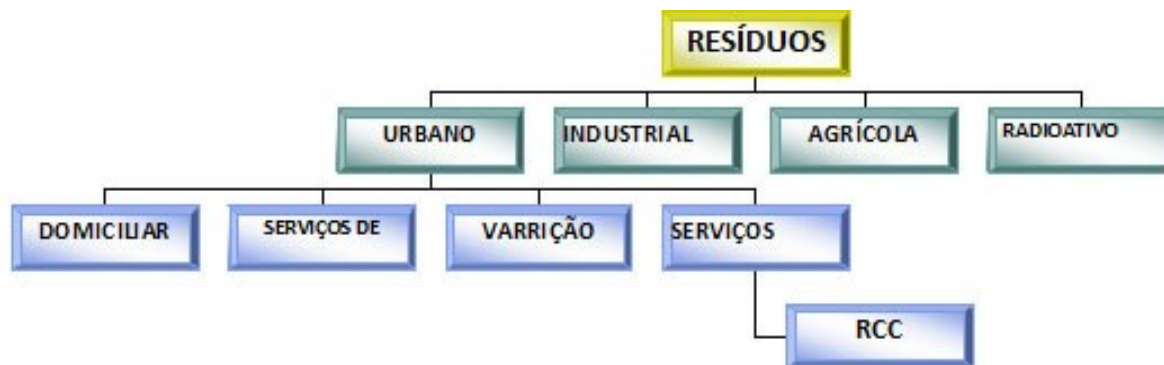 RESÍDUOS
URBANO
INDUSTRIAL
AGRÍCOLA
RADIOATIVO
DOMICILIAR
SERVIÇOS DE
VARRIÇÃO
SERVIÇOS
RCC